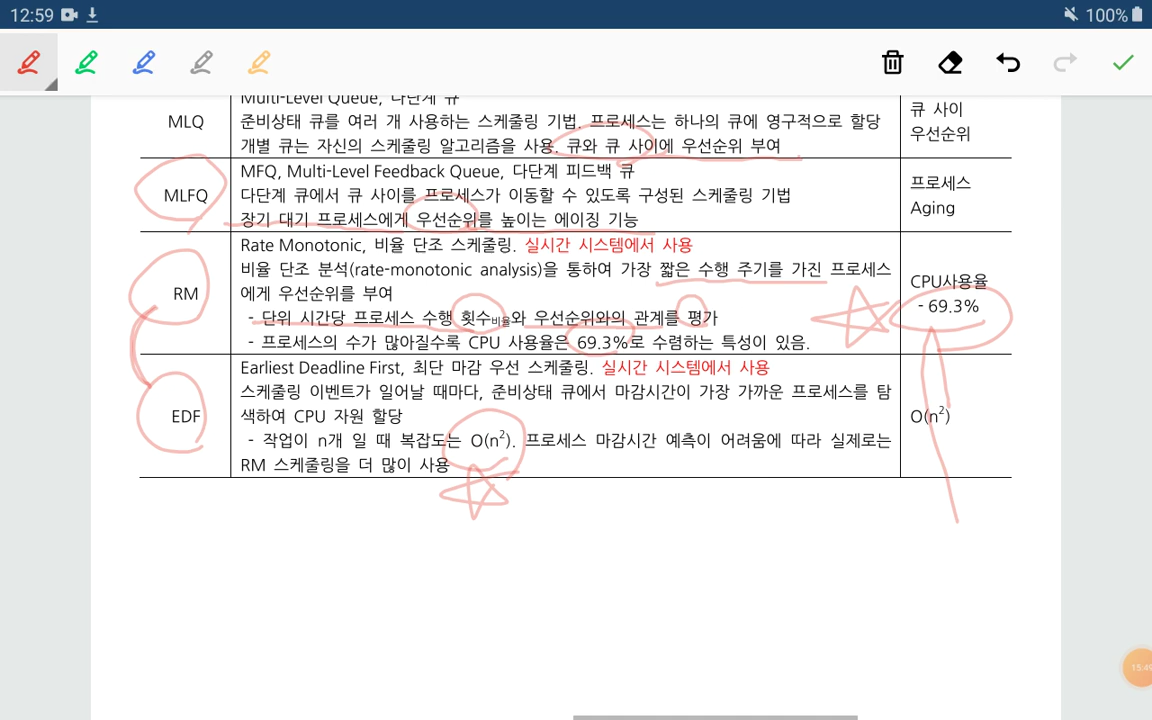 12:59
100%
Multi-Level Queue, 다단계 큐
MLQ
준비상태 큐를 여러 개 사용하는 스케줄링 기법. 프로세스는 하나의 큐에 영구적으로 할당
개별 큐는 자신의 스케줄링 알고리즘을 사용. 큐와 큐 사이에 우선순위 부여
큐 사이
우선순위
MLFQ
MFQ, Multi-Level Feedback Queue, 다단계 피드백 큐
다단계 큐에서 큐 사이를 프로세스가 이동할 수 있도록 구성된 스케줄링 기법
장기 대기 프로세스에게 우선순위를 높이는 에이징 기능
프로세스
Aging
RM
Rate Monotonic, 비율 단조 스케줄링. 실시간 시스템에서 사용
비율 단조 분석(rate-monotonic analysis)을 통하여 가장 짧은 수행 주기를 가진 프로세스
에게 우선순위를 부여
- 단위 시간당 프로세스 수행 횟수비율와 우선순위와의 관계를 평가
- 프로세스의 수가 많아질수록 CPU 사용율은 69.3%로 수렴하는 특성이 있음.
CPU사용율
- 69.3%
EDF
Earliest Deadline First, 최단 마감 우선 스케줄링. 실시간 시스템에서 사용
스케줄링 이벤트가 일어날 때마다, 준비상태 큐에서 마감시간이 가장 가까운 프로세스를 탐
색하여 CPU 자원 할당
- 작업이 n개 일 때 복잡도는 O(n²). 프로세스 마감시간 예측이 어려움에 따라 실제로는
RM 스케줄링을 더 많이 사용
O(n²)